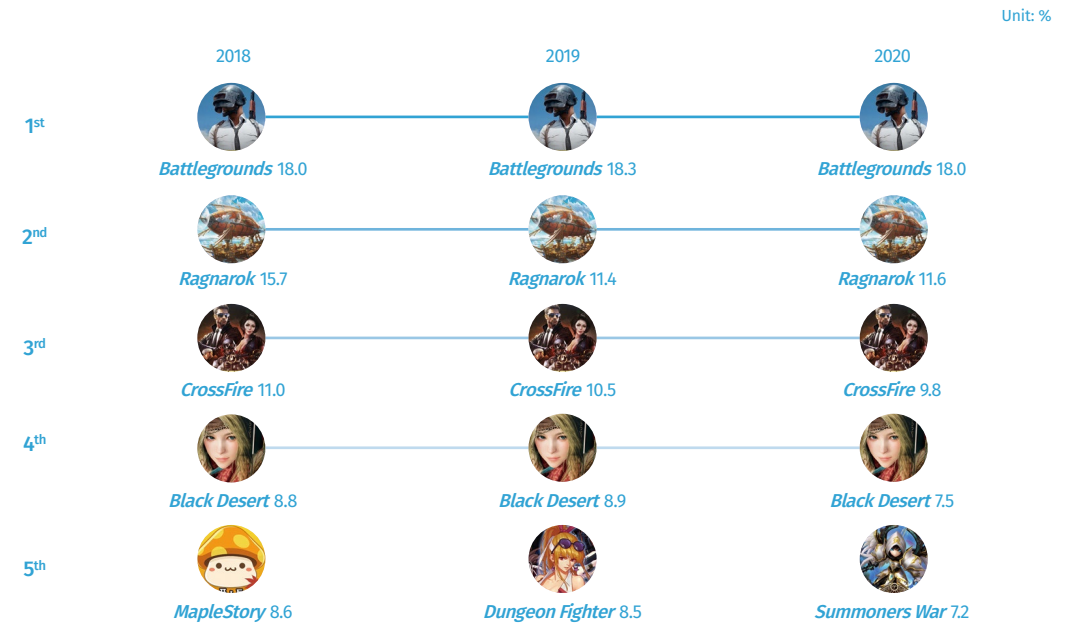 Unit: %
2018 2019 2020
1st
Battlegrounds 18.0 Battlegrounds 18.3 Battlegrounds 18.0
2nd
Ragnarok 15.7 Ragnarok 11.4 Ragnarok 11.6
3rd
CrossFire 11.0 CrossFire 10.5 CrossFire 9.8
4th
Black Desert 8.8 Black Desert 8.9 Black Desert 7.5
5th
MapleStory 8.6 Dungeon Fighter 8.5 Summoners War 7.2